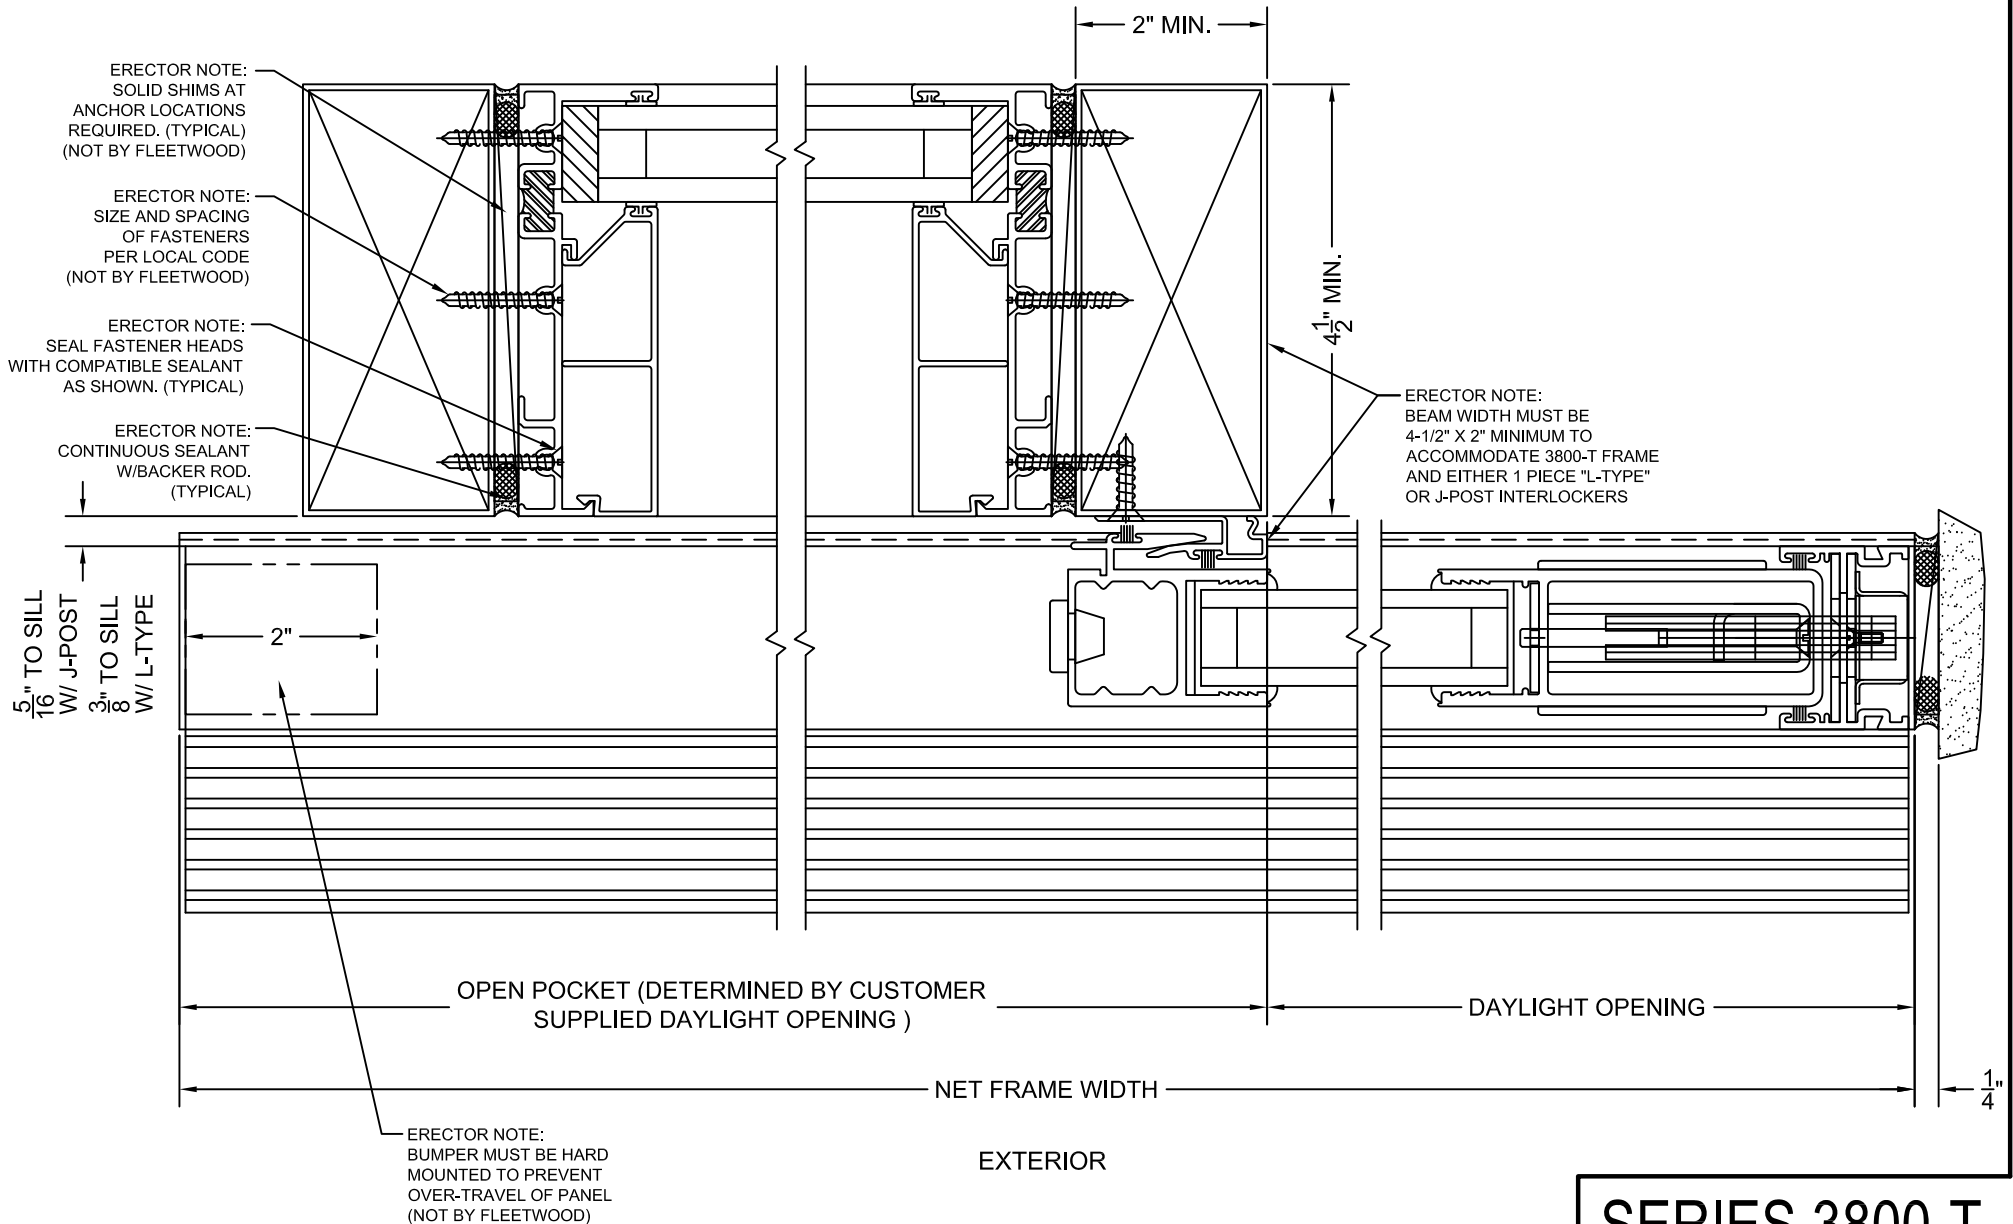 2" MIN.
ERECTOR NOTE:
SOLID SHIMS AT
ANCHOR LOCATIONS
REQUIRED. (TYPICAL)
(NOT BY FLEETWOOD)
ERECTOR NOTE:
SIZE AND SPACING
OF FASTENERS
PER LOCAL CODE
(NOT BY FLEETWOOD)
ERECTOR NOTE:
SEAL FASTENER HEADS
WITH COMPATIBLE SEALANT
AS SHOWN. (TYPICAL)
ERECTOR NOTE:
CONTINUOUS SEALANT
W/BACKER ROD.
(TYPICAL)
4 1/2" MIN.
ERECTOR NOTE:
BEAM WIDTH MUST BE
4-1/2" X 2" MINIMUM TO
ACCOMMODATE 3800-T FRAME
AND EITHER 1 PIECE "L-TYPE"
OR J-POST INTERLOCKERS
5/16" TO SILL
W/ J-POST
3/8" TO SILL
W/ L-TYPE
2"
OPEN POCKET (DETERMINED BY CUSTOMER
SUPPLIED DAYLIGHT OPENING )
DAYLIGHT OPENING
NET FRAME WIDTH
1/4"
ERECTOR NOTE:
BUMPER MUST BE HARD
MOUNTED TO PREVENT
OVER-TRAVEL OF PANEL
(NOT BY FLEETWOOD)
EXTERIOR
SERIES 3800-T